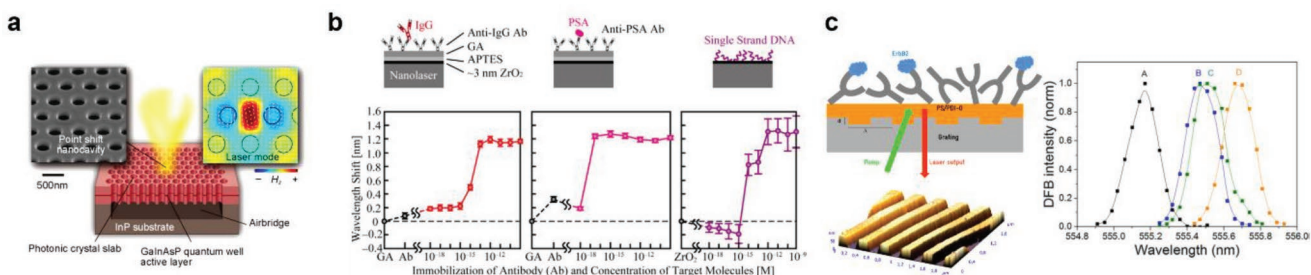 a
Point shift
nanocavity
Laser mode
500nm
− Hz +
Airbridge
InP substrate
Photonic crystal slab
GaInAsP quantum well
active layer
b
IgG
Anti-IgG Ab
GA
APTES
~3 nm ZrO2
Nanolaser
PSA
Anti-PSA Ab
Single Strand DNA
Wavelength Shift [nm]
1.6
1.4
1.2
1.0
0.8
0.6
0.4
0.2
0
−0.2
−0.4
GA Ab 10^-18 10^-15 10^-12
GA Ab 10^-18 10^-15 10^-12
ZrO2 10^-18 10^-15 10^-12 10^-9
Immobilization of Antibody (Ab) and Concentration of Target Molecules [M]
c
ErbB2
Grating
Pump
Laser output
DFB intensity (norm)
1.0
0.8
0.6
0.4
0.2
0.0
A
B
C
D
554.8 555.0 555.2 555.4 555.6 555.8 556.0
Wavelength (nm)